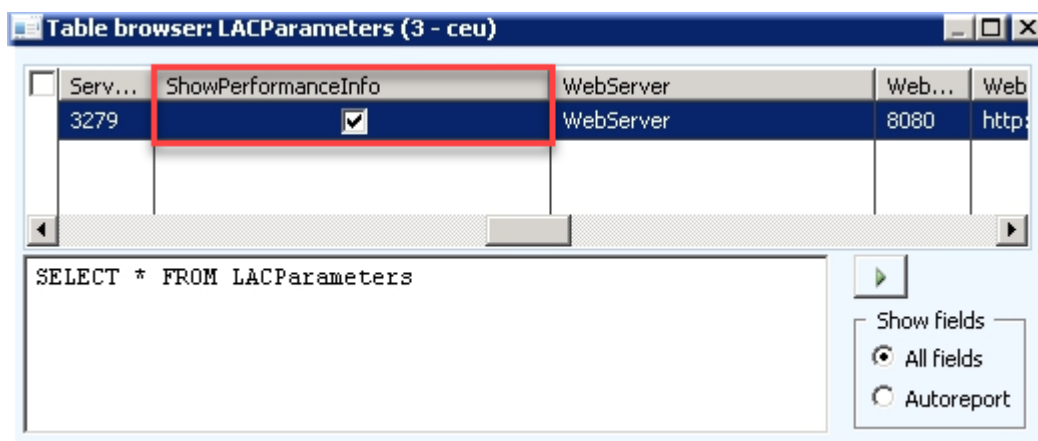 Table browser: LACParameters (3 - ceu)
Serv... ShowPerformanceInfo WebServer Web... Web
3279 WebServer 8080 http:
SELECT * FROM LACParameters
Show fields
All fields
Autoreport